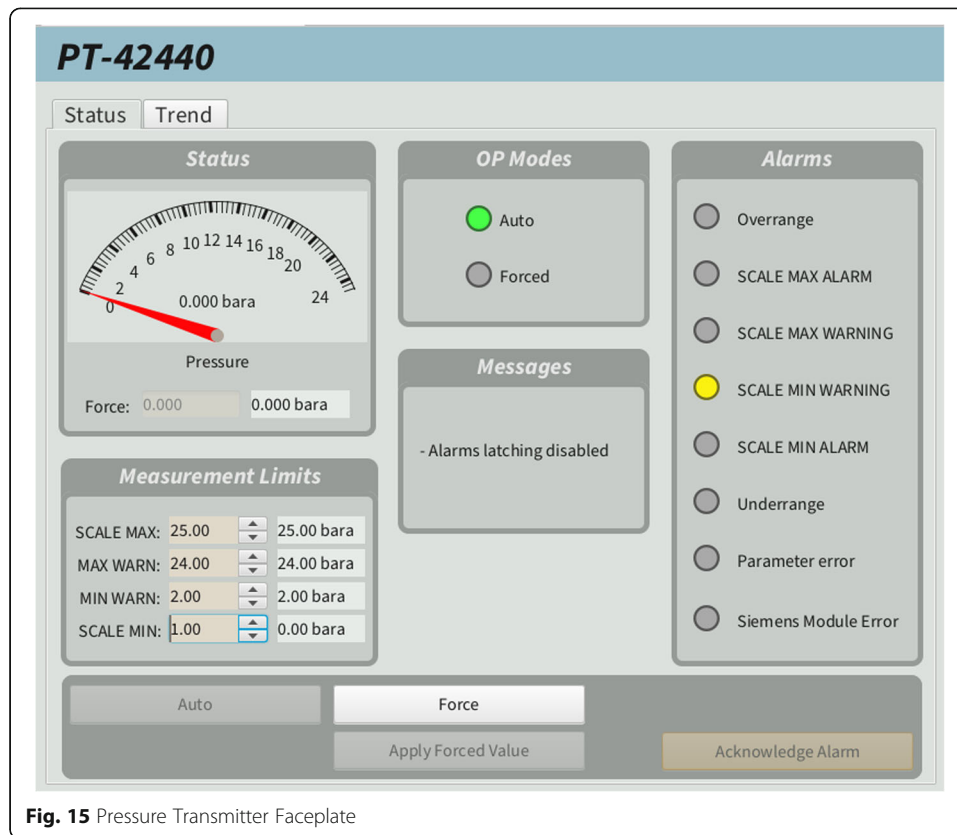 PT-42440
Status Trend
Status
0 2 4 6 8 10 12 14 16 18 20 24
0.000 bara
Pressure
Force: 0.000 0.000 bara
Measurement Limits
SCALE MAX: 25.00 25.00 bara
MAX WARN: 24.00 24.00 bara
MIN WARN: 2.00 2.00 bara
SCALE MIN: 1.00 0.00 bara
OP Modes
Auto
Forced
Messages
- Alarms latching disabled
Alarms
Overrange
SCALE MAX ALARM
SCALE MAX WARNING
SCALE MIN WARNING
SCALE MIN ALARM
Underrange
Parameter error
Siemens Module Error
Auto Force
Apply Forced Value Acknowledge Alarm
Fig. 15 Pressure Transmitter Faceplate